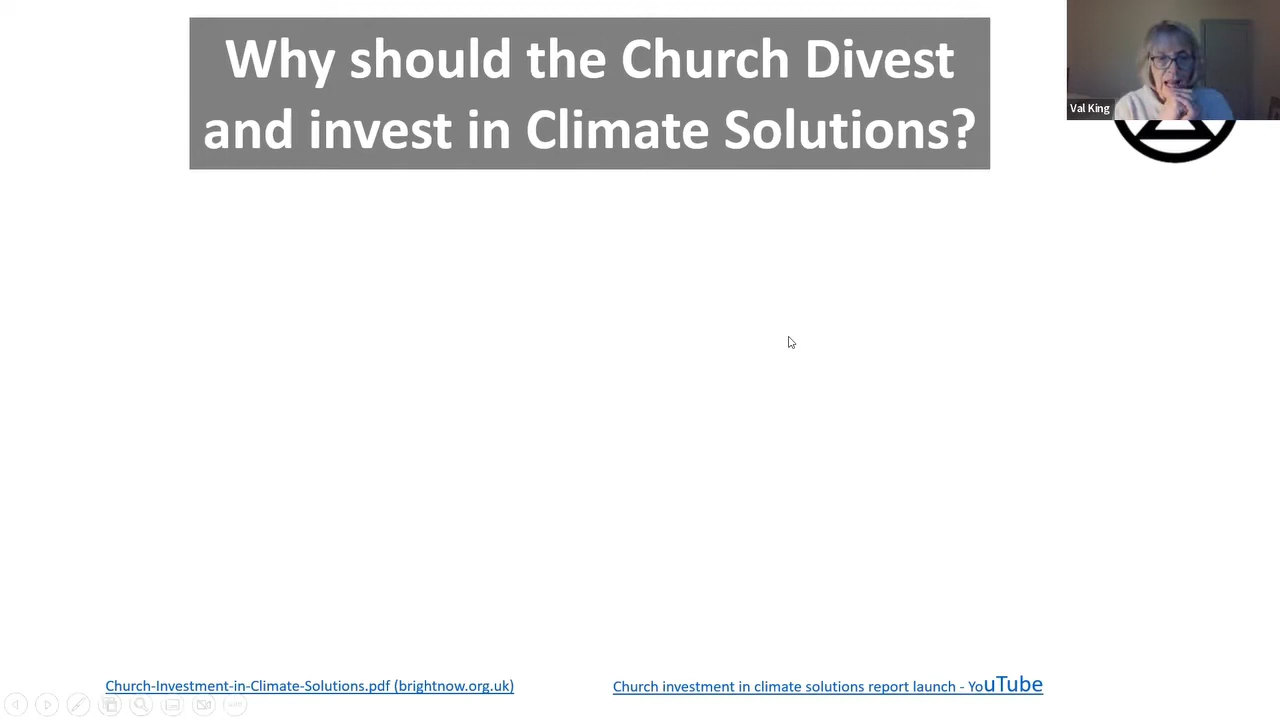 Why should the Church Divest
and invest in Climate Solutions?
Val King
Church-Investment-in-Climate-Solutions.pdf (brightnow.org.uk)
Church investment in climate solutions report launch - YouTube